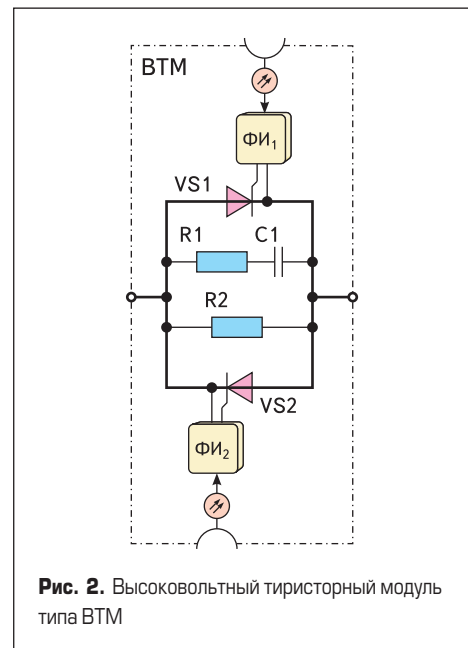 ВТМ
ФИ₁
VS1
R1 C1
R2
VS2
ФИ₂
Рис. 2. Высоковольтный тиристорный модуль
типа ВТМ